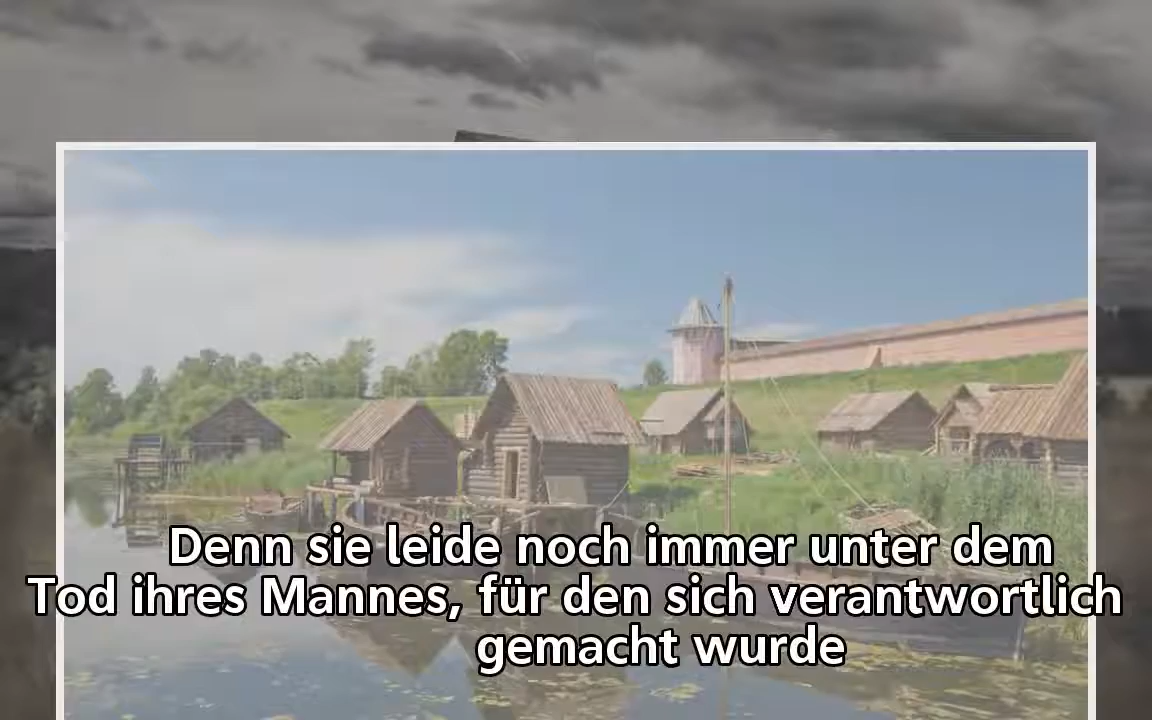 Denn sie leide noch immer unter dem
Tod ihres Mannes, für den sich verantwortlich
gemacht wurde